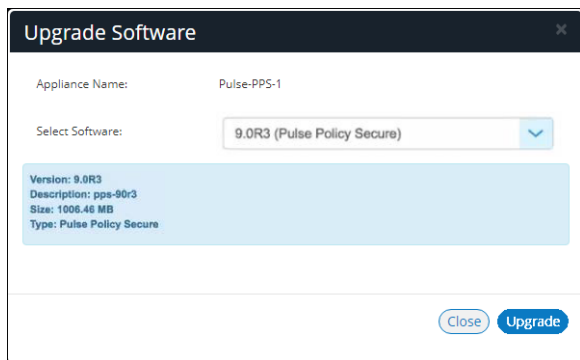 Upgrade Software
Appliance Name: Pulse-PPS-1
Select Software: 9.0R3 (Pulse Policy Secure)
Version: 9.0R3
Description: pps-90r3
Size: 1006.46 MB
Type: Pulse Policy Secure
Close Upgrade